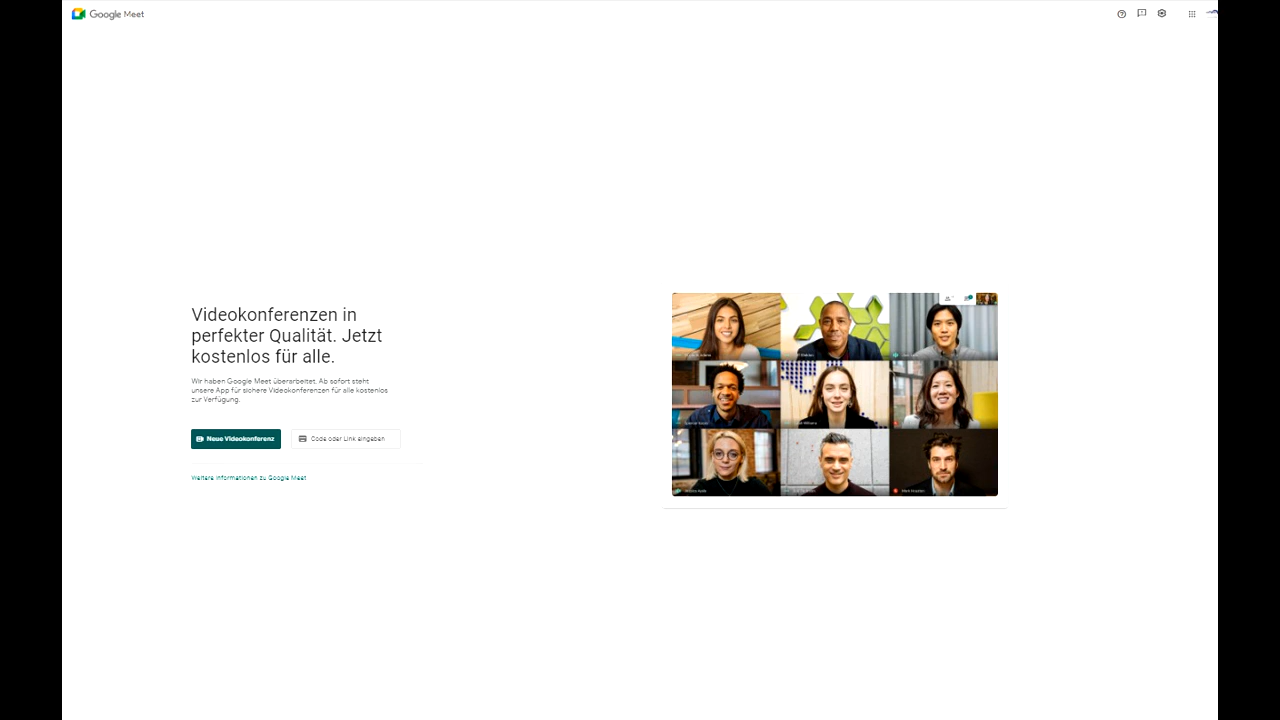 Google Meet
Videokonferenzen in
perfekter Qualität. Jetzt
kostenlos für alle.
Wir haben Google Meet überarbeitet. Ab sofort steht
unsere App für sichere Videokonferenzen für alle kostenlos
zur Verfügung.
Neue Videokonferenz
Code oder Link eingeben
Weitere Informationen zu Google Meet